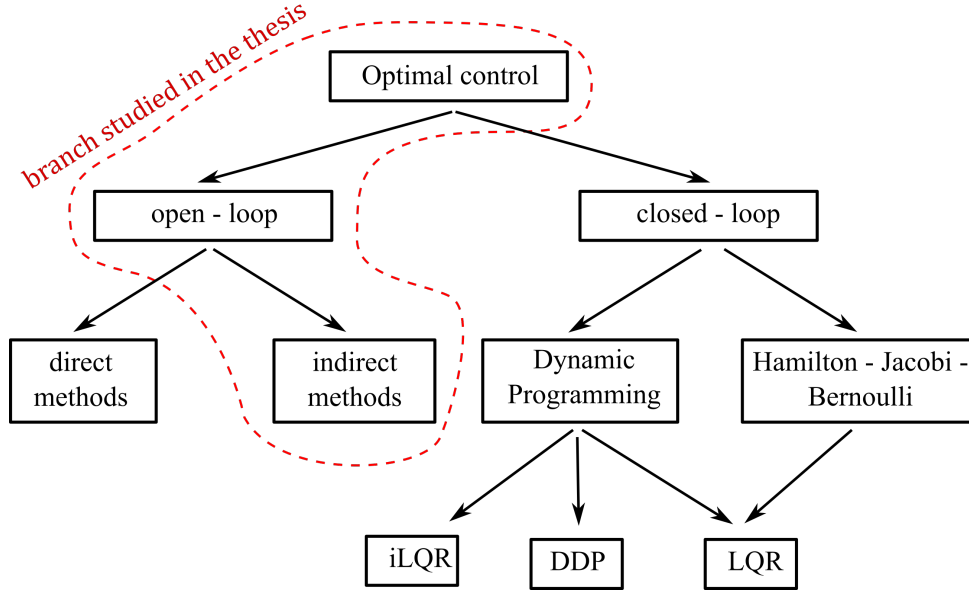 branch studied in the thesis
Optimal control
open - loop
closed - loop
direct
methods
indirect
methods
Dynamic
Programming
Hamilton - Jacobi -
Bernoulli
iLQR
DDP
LQR